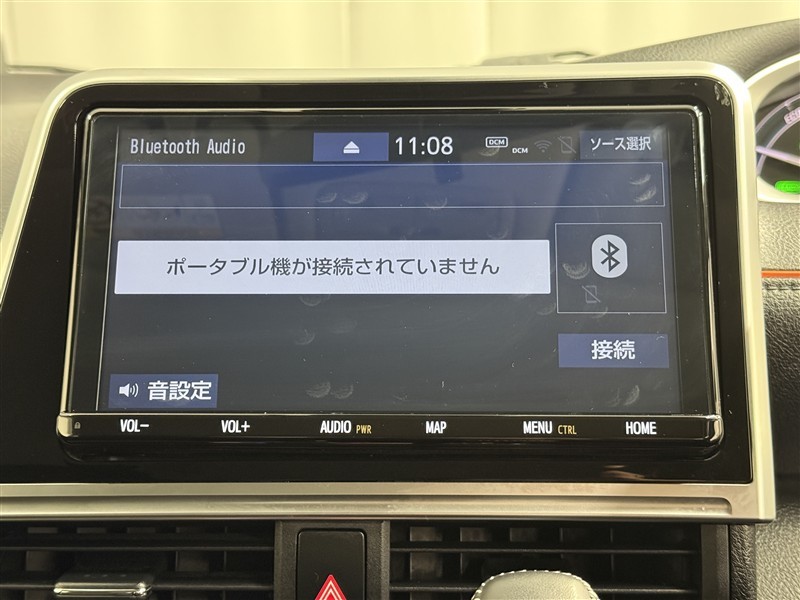 Bluetooth Audio
11:08
DCM
DCM
ソース選択
ポータブル機が接続されていません
接続
音設定
VOL− VOL+ AUDIO PWR MAP MENU CTRL HOME